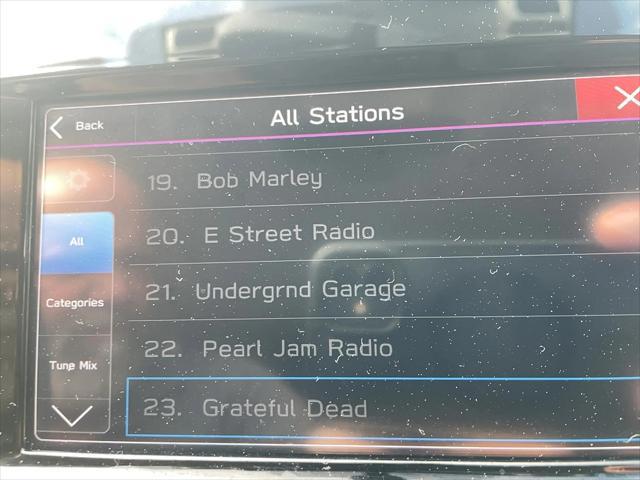 Back
All Stations
19. Bob Marley
All
20. E Street Radio
Categories
21. Undergrnd Garage
Tune Mix
22. Pearl Jam Radio
23. Grateful Dead